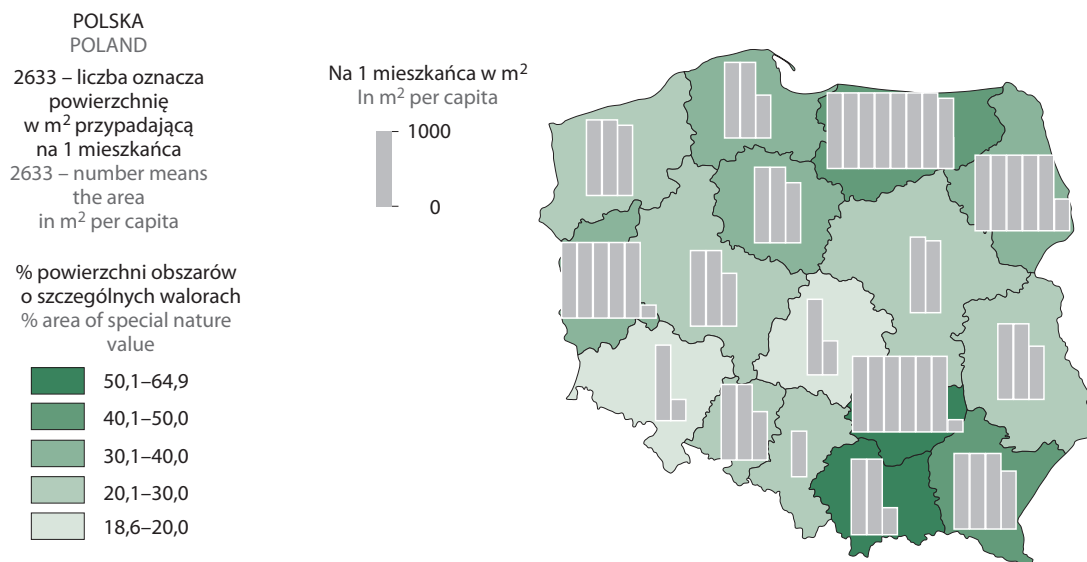 POLSKA
POLAND
2633 – liczba oznacza
powierzchnię
w m² przypadającą
na 1 mieszkańca
2633 – number means
the area
in m² per capita
Na 1 mieszkańca w m²
In m² per capita
1000
0
% powierzchni obszarów
o szczególnych walorach
% area of special nature
value
50,1–64,9
40,1–50,0
30,1–40,0
20,1–30,0
18,6–20,0